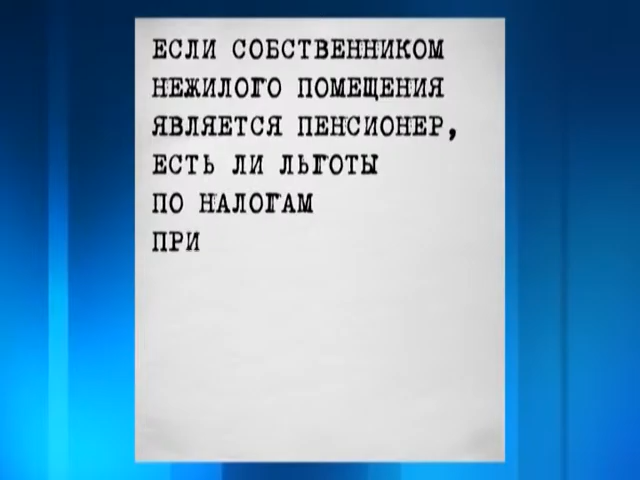 ЕСЛИ СОБСТВЕННИКОМ
НЕЖИЛОГО ПОМЕЩЕНИЯ
ЯВЛЯЕТСЯ ПЕНСИОНЕР,
ЕСТЬ ЛИ ЛЬГОТЫ
ПО НАЛОГАМ
ПРИ